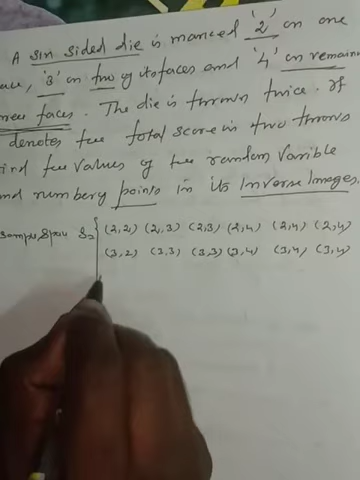 A sin sided die is marked '2' on one
ace, '3' on two of its faces and '4' on remain
ree faces. The die is thrown twice. If
denotes the total score in two throws
ind the values of the random varible
nd number of points in its Inverse Images.
Sample Space S= { (2,2) (2,3) (2,3) (2,4) (2,4) (2,4)
(3,2) (3,3) (3,3) (3,4) (3,4) (3,4)